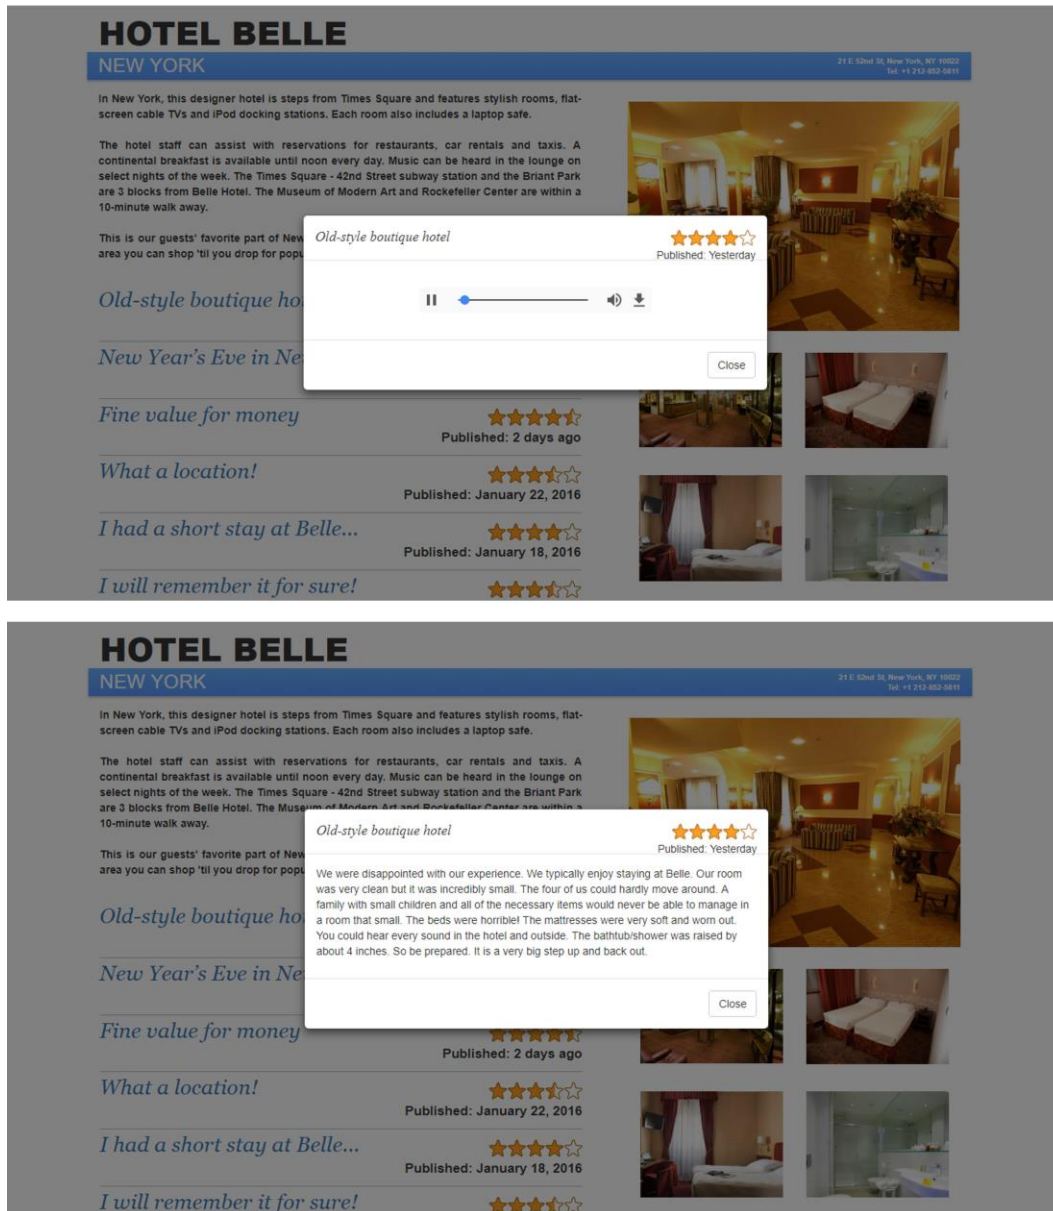 HOTEL BELLE
NEW YORK
21 E 52nd St, New York, NY 10022
Tel: +1 212-852-5811
In New York, this designer hotel is steps from Times Square and features stylish rooms, flat-
screen cable TVs and iPod docking stations. Each room also includes a laptop safe.
The hotel staff can assist with reservations for restaurants, car rentals and taxis. A
continental breakfast is available until noon every day. Music can be heard in the lounge on
select nights of the week. The Times Square - 42nd Street subway station and the Briant Park
are 3 blocks from Belle Hotel. The Museum of Modern Art and Rockefeller Center are within a
10-minute walk away.
This is our guests' favorite part of New
area you can shop 'til you drop for popu
Old-style boutique hotel
Published: Yesterday
Close
Old-style boutique ho
New Year's Eve in Ne
Fine value for money
Published: 2 days ago
What a location!
Published: January 22, 2016
I had a short stay at Belle...
Published: January 18, 2016
I will remember it for sure!
HOTEL BELLE
NEW YORK
21 E 52nd St, New York, NY 10022
Tel: +1 212-852-5811
In New York, this designer hotel is steps from Times Square and features stylish rooms, flat-
screen cable TVs and iPod docking stations. Each room also includes a laptop safe.
The hotel staff can assist with reservations for restaurants, car rentals and taxis. A
continental breakfast is available until noon every day. Music can be heard in the lounge on
select nights of the week. The Times Square - 42nd Street subway station and the Briant Park
are 3 blocks from Belle Hotel. The Museum of Modern Art and Rockefeller Center are within a
10-minute walk away.
This is our guests' favorite part of New
area you can shop 'til you drop for popu
Old-style boutique hotel
Published: Yesterday
We were disappointed with our experience. We typically enjoy staying at Belle. Our room
was very clean but it was incredibly small. The four of us could hardly move around. A
family with small children and all of the necessary items would never be able to manage in
a room that small. The beds were horrible! The mattresses were very soft and worn out.
You could hear every sound in the hotel and outside. The bathtub/shower was raised by
about 4 inches. So be prepared. It is a very big step up and back out.
Close
Old-style boutique ho
New Year's Eve in Ne
Fine value for money
Published: 2 days ago
What a location!
Published: January 22, 2016
I had a short stay at Belle...
Published: January 18, 2016
I will remember it for sure!